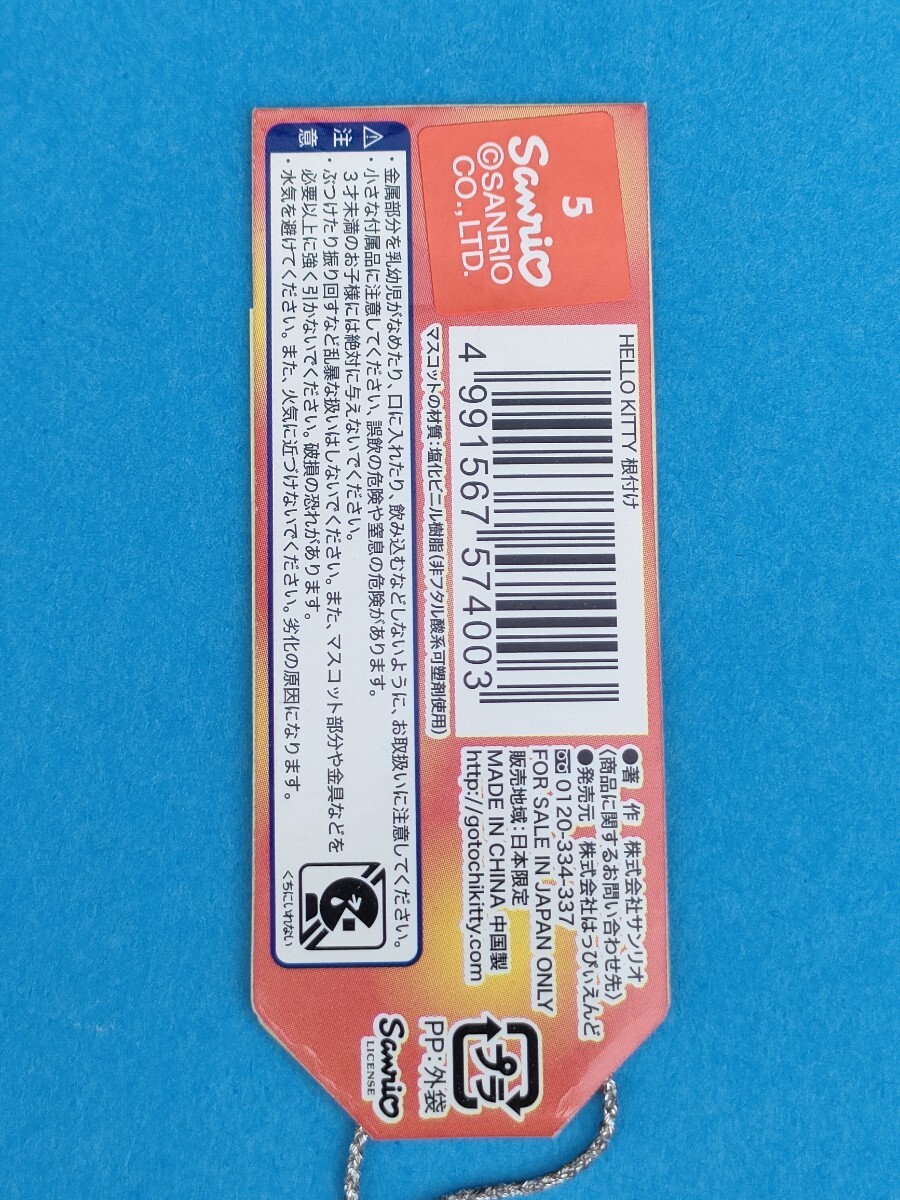 5
Sanrio
©SANRIO
CO., LTD.
HELLO KITTY 根付け
4 991567 574003
マスコットの材質:塩化ビニル樹脂(非フタル酸系可塑剤使用)
●著 作 株式会社サンリオ
(商品に関するお問い合わせ先)
●発売元 株式会社はっぴぃえんど
0120-334-337
FOR SALE IN JAPAN ONLY
販売地域:日本限定
MADE IN CHINA 中国製
http://gotochikitty.com
プラ
PP:外袋
Sanrio
LICENSE
注意
・金属部分を乳幼児がなめたり、口に入れたり、飲み込むなどしないように、お取扱いに注意してください。
・小さな付属品に注意してください、誤飲の危険や窒息の危険があります。
３才未満のお子様には絶対に与えないでください。
・ぶつけたり振り回すなど乱暴な扱いはしないでください。また、マスコット部分や金具などを
必要以上に強く引かないでください。破損の恐れがあります。
・水気を避けてください。また、火気に近づけないでください。劣化の原因になります。
くちにいれない